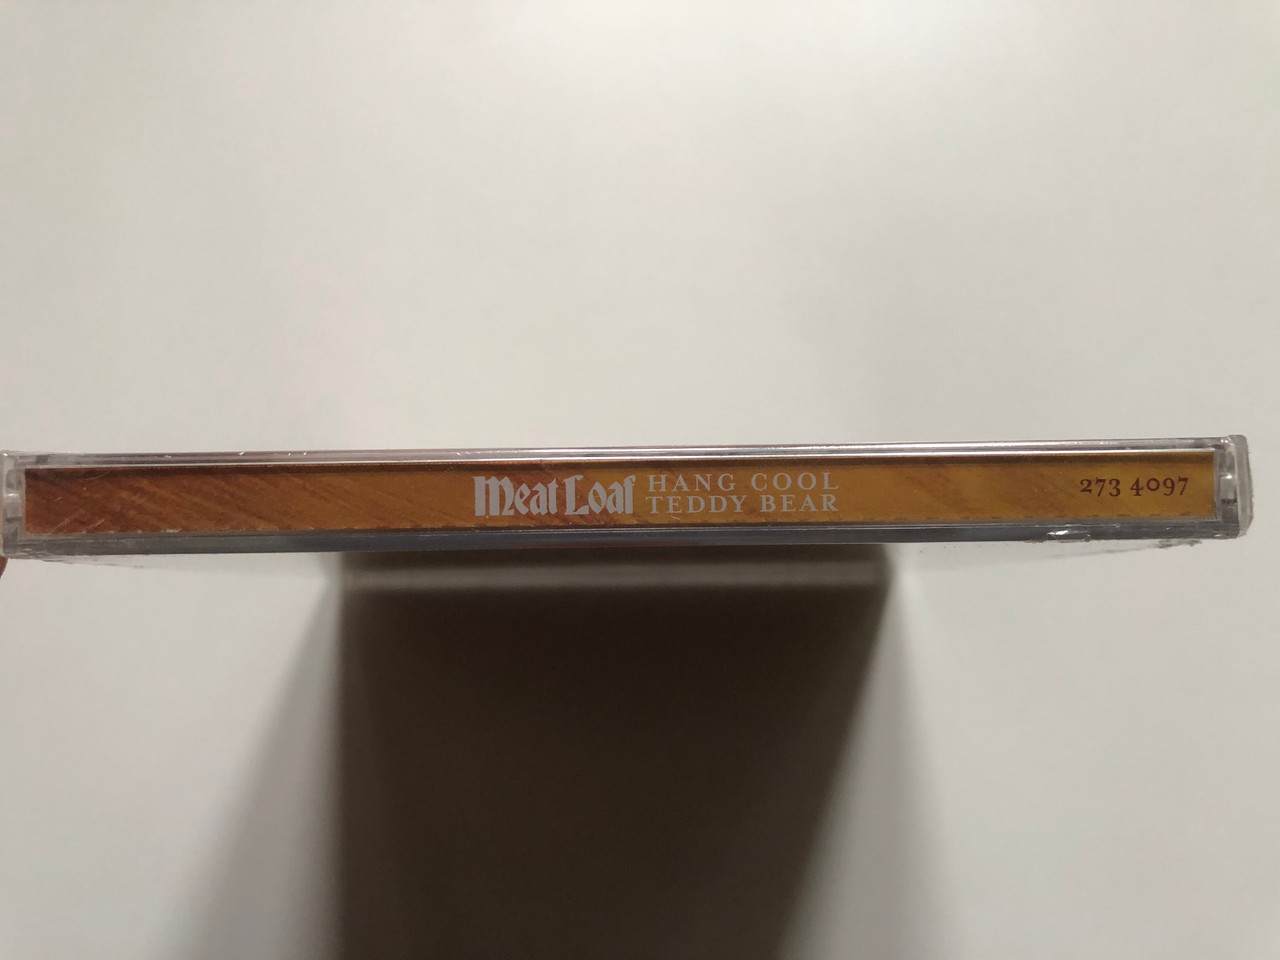 Meat Loaf
HANG COOL
TEDDY BEAR
273 4097